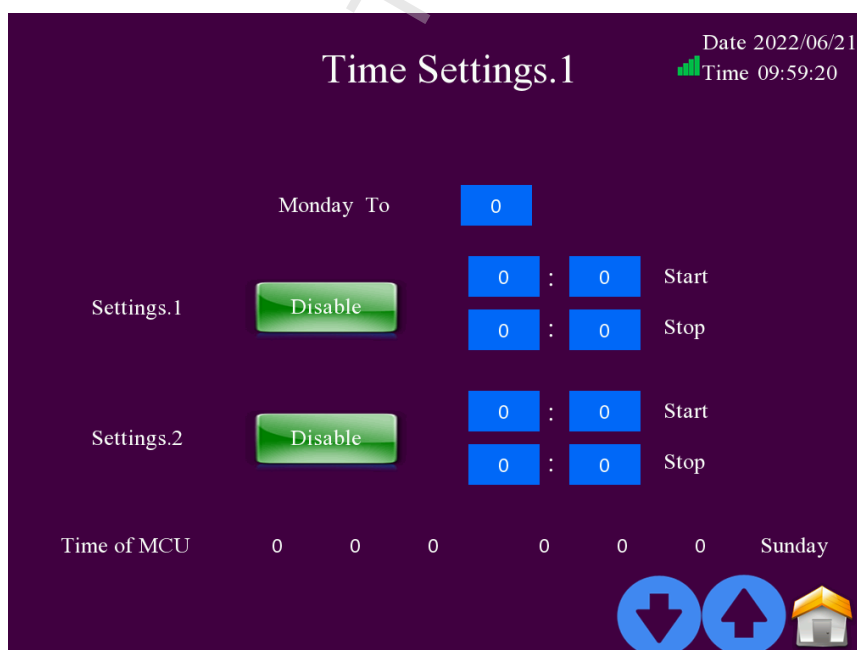 Time Settings.1
Date 2022/06/21
Time 09:59:20
Monday To 0
0 : 0 Start
Settings.1 Disable
0 : 0 Stop
0 : 0 Start
Settings.2 Disable
0 : 0 Stop
Time of MCU 0 0 0 0 0 0 Sunday